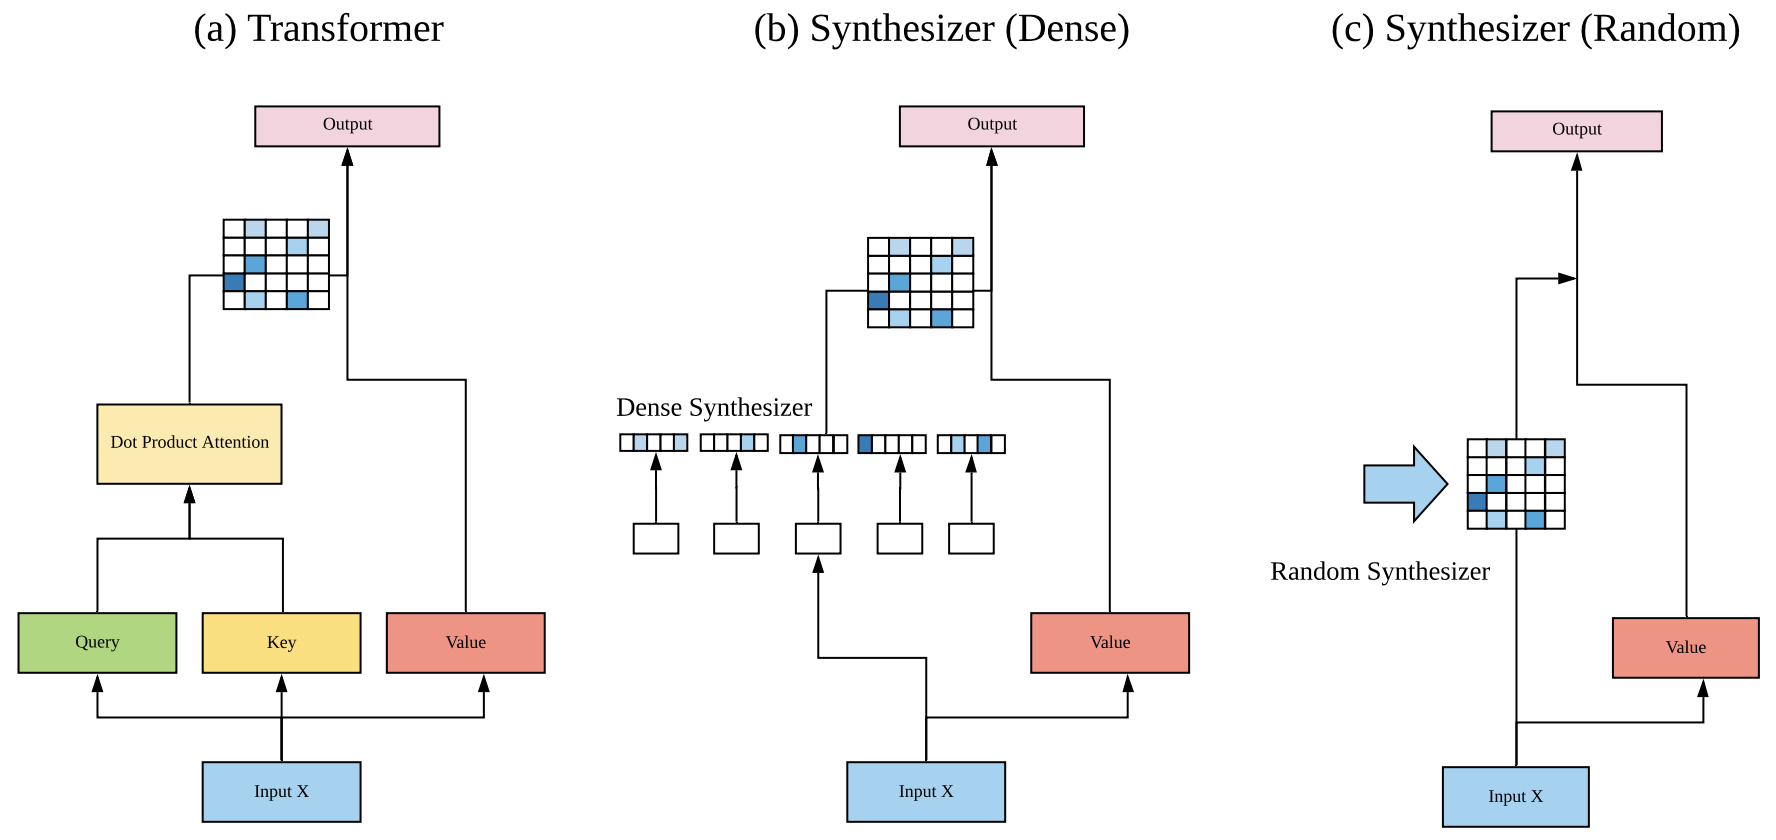 (a) Transformer
Output
Dot Product Attention
Query
Key
Value
Input X
(b) Synthesizer (Dense)
Output
Dense Synthesizer
Value
Input X
(c) Synthesizer (Random)
Output
Random Synthesizer
Value
Input X